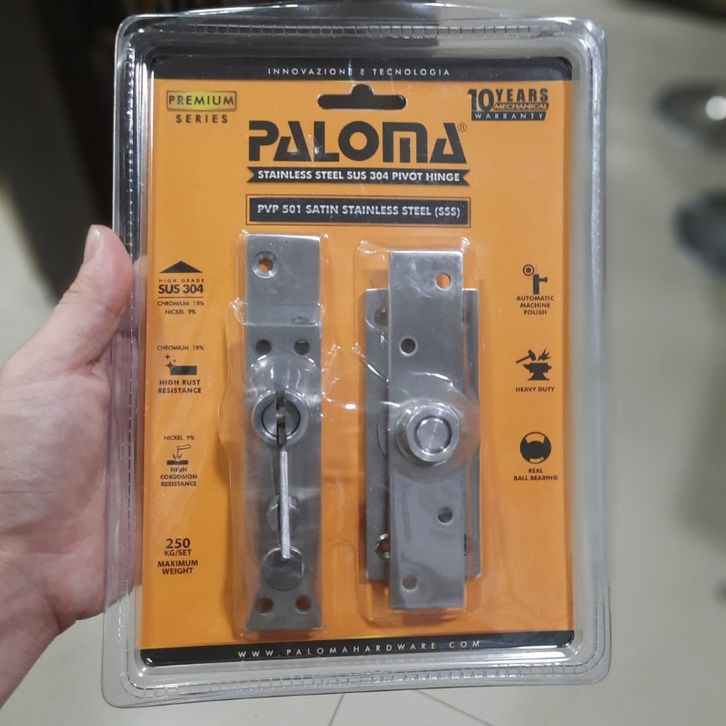 INNOVAZIONE E TECNOLOGIA
PREMIUM
SERIES
10 YEARS
MECHANICAL
WARRANTY
PALOMA®
STAINLESS STEEL SUS 304 PIVOT HINGE
PVP 501 SATIN STAINLESS STEEL (SSS)
HIGH GRADE
SUS 304
CHROMIUM 18%
NICKEL 9%
CHROMIUM 18%
HIGH RUST
RESISTANCE
NICKEL 9%
HIGH
CORROSION
RESISTANCE
250
KG/SET
MAXIMUM
WEIGHT
AUTOMATIC
MACHINE
POLISH
HEAVY DUTY
REAL
BALL BEARING
WWW.PALOMAHARDWARE.COM